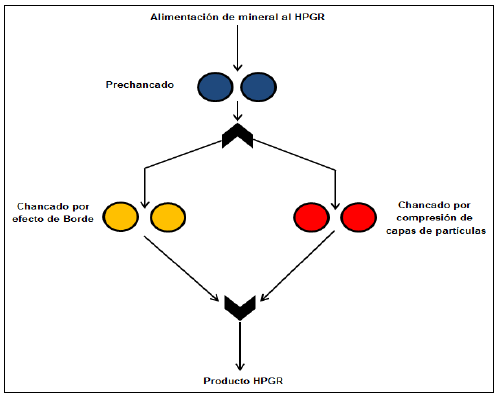 Alimentación de mineral al HPGR
Prechancado
Chancado por
efecto de Borde
Chancado por
compresión de
capas de partículas
Producto HPGR